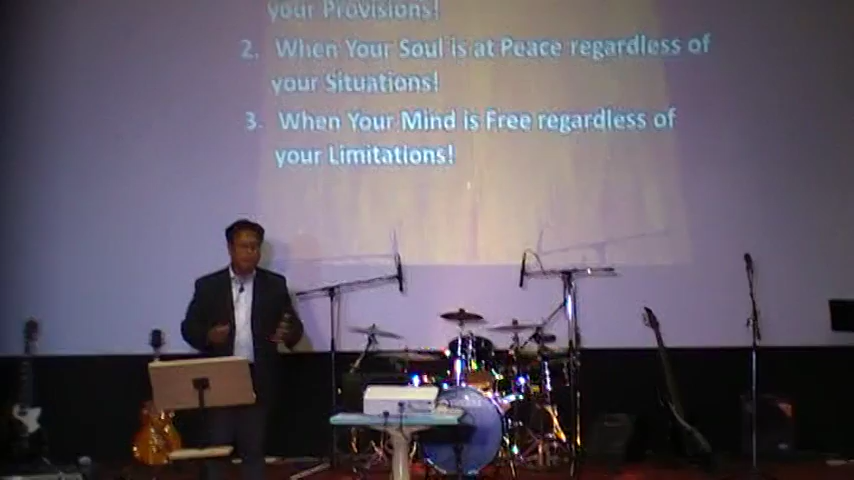 your Provisions!
2. When Your Soul is at Peace regardless of
your Situations!
3. When Your Mind is Free regardless of
your Limitations!